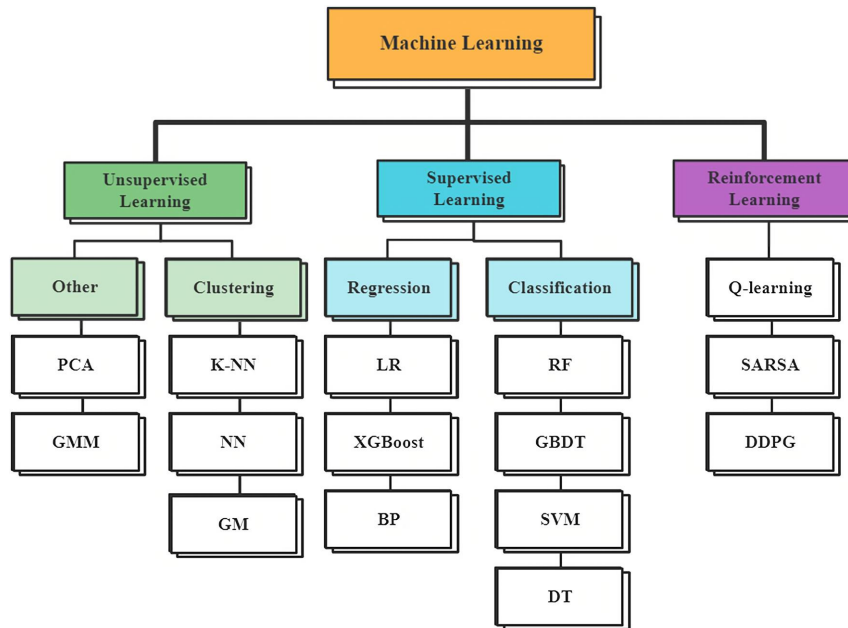 Machine Learning
Unsupervised
Learning
Supervised
Learning
Reinforcement
Learning
Other
Clustering
Regression
Classification
Q-learning
PCA
K-NN
LR
RF
SARSA
GMM
NN
XGBoost
GBDT
DDPG
GM
BP
SVM
DT